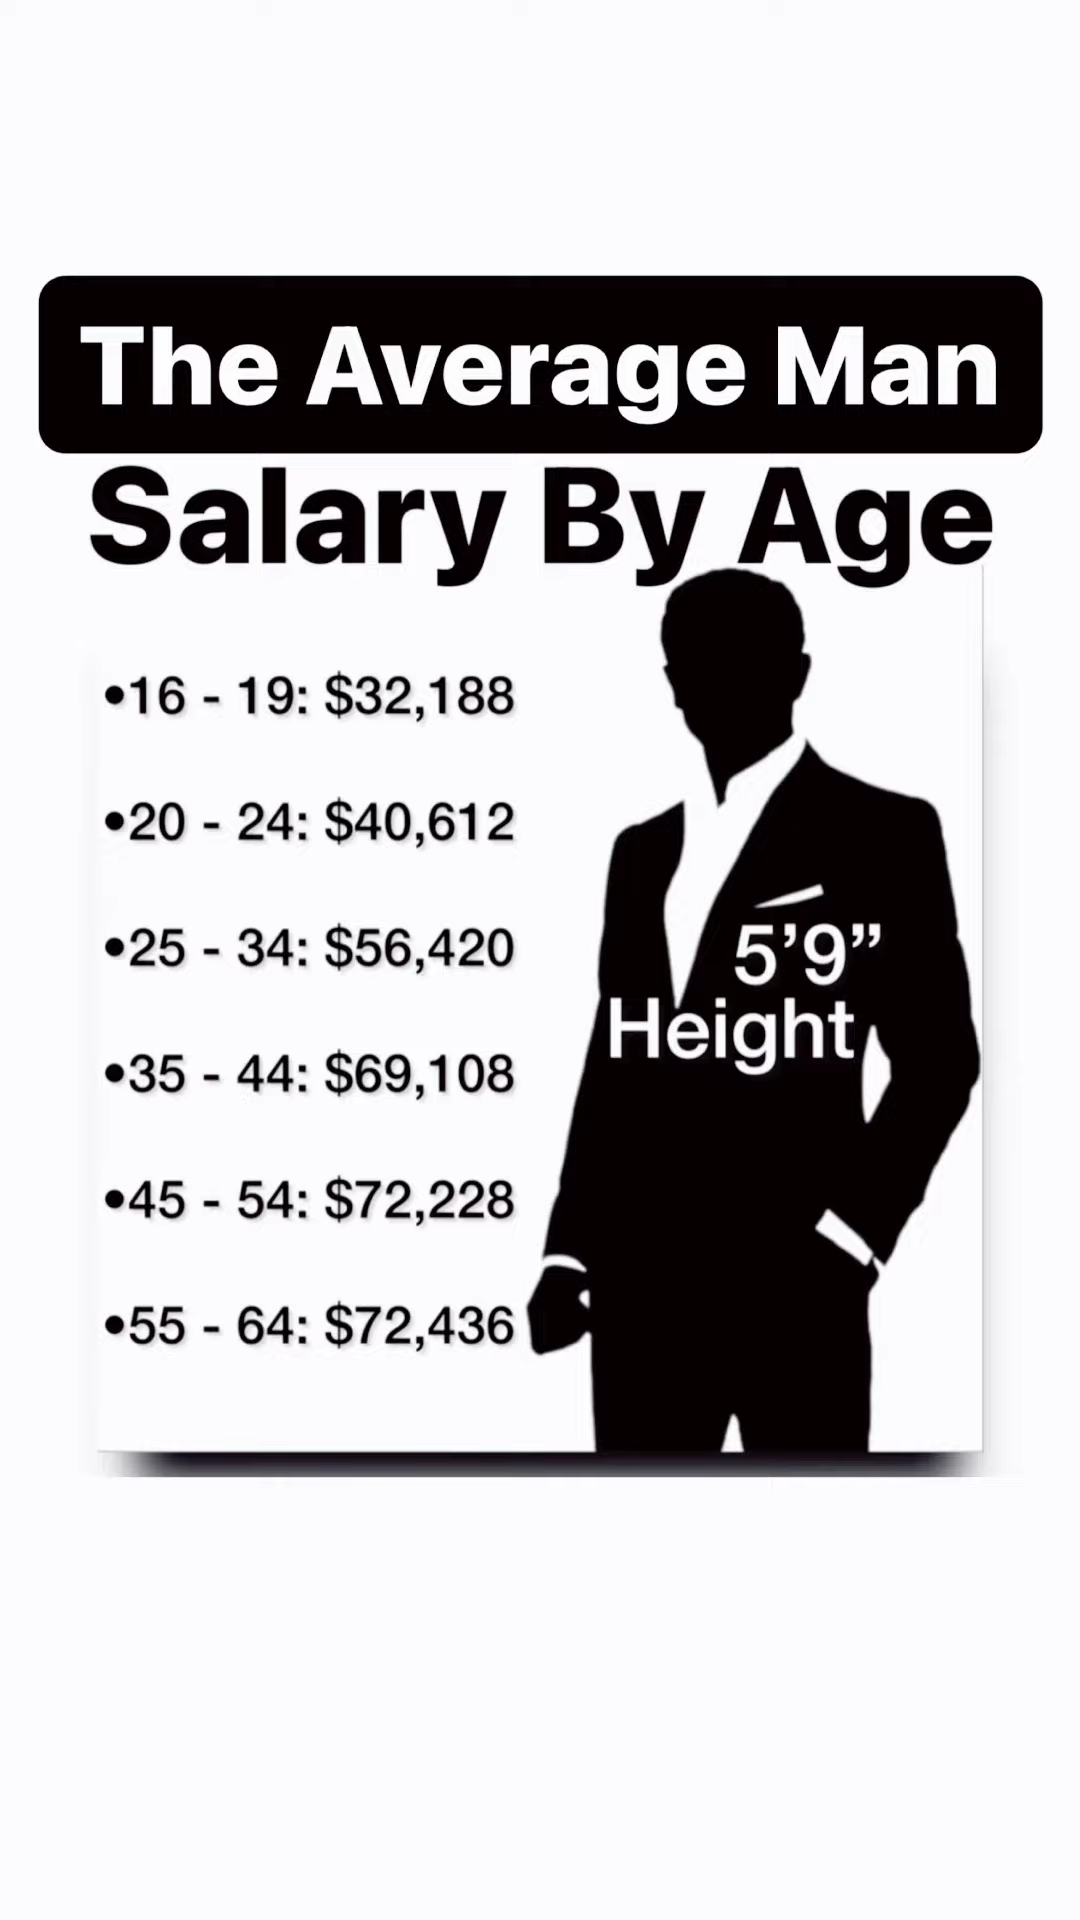 The Average Man
Salary By Age
•16 - 19: $32,188
•20 - 24: $40,612
•25 - 34: $56,420
•35 - 44: $69,108
•45 - 54: $72,228
•55 - 64: $72,436
5’9”
Height